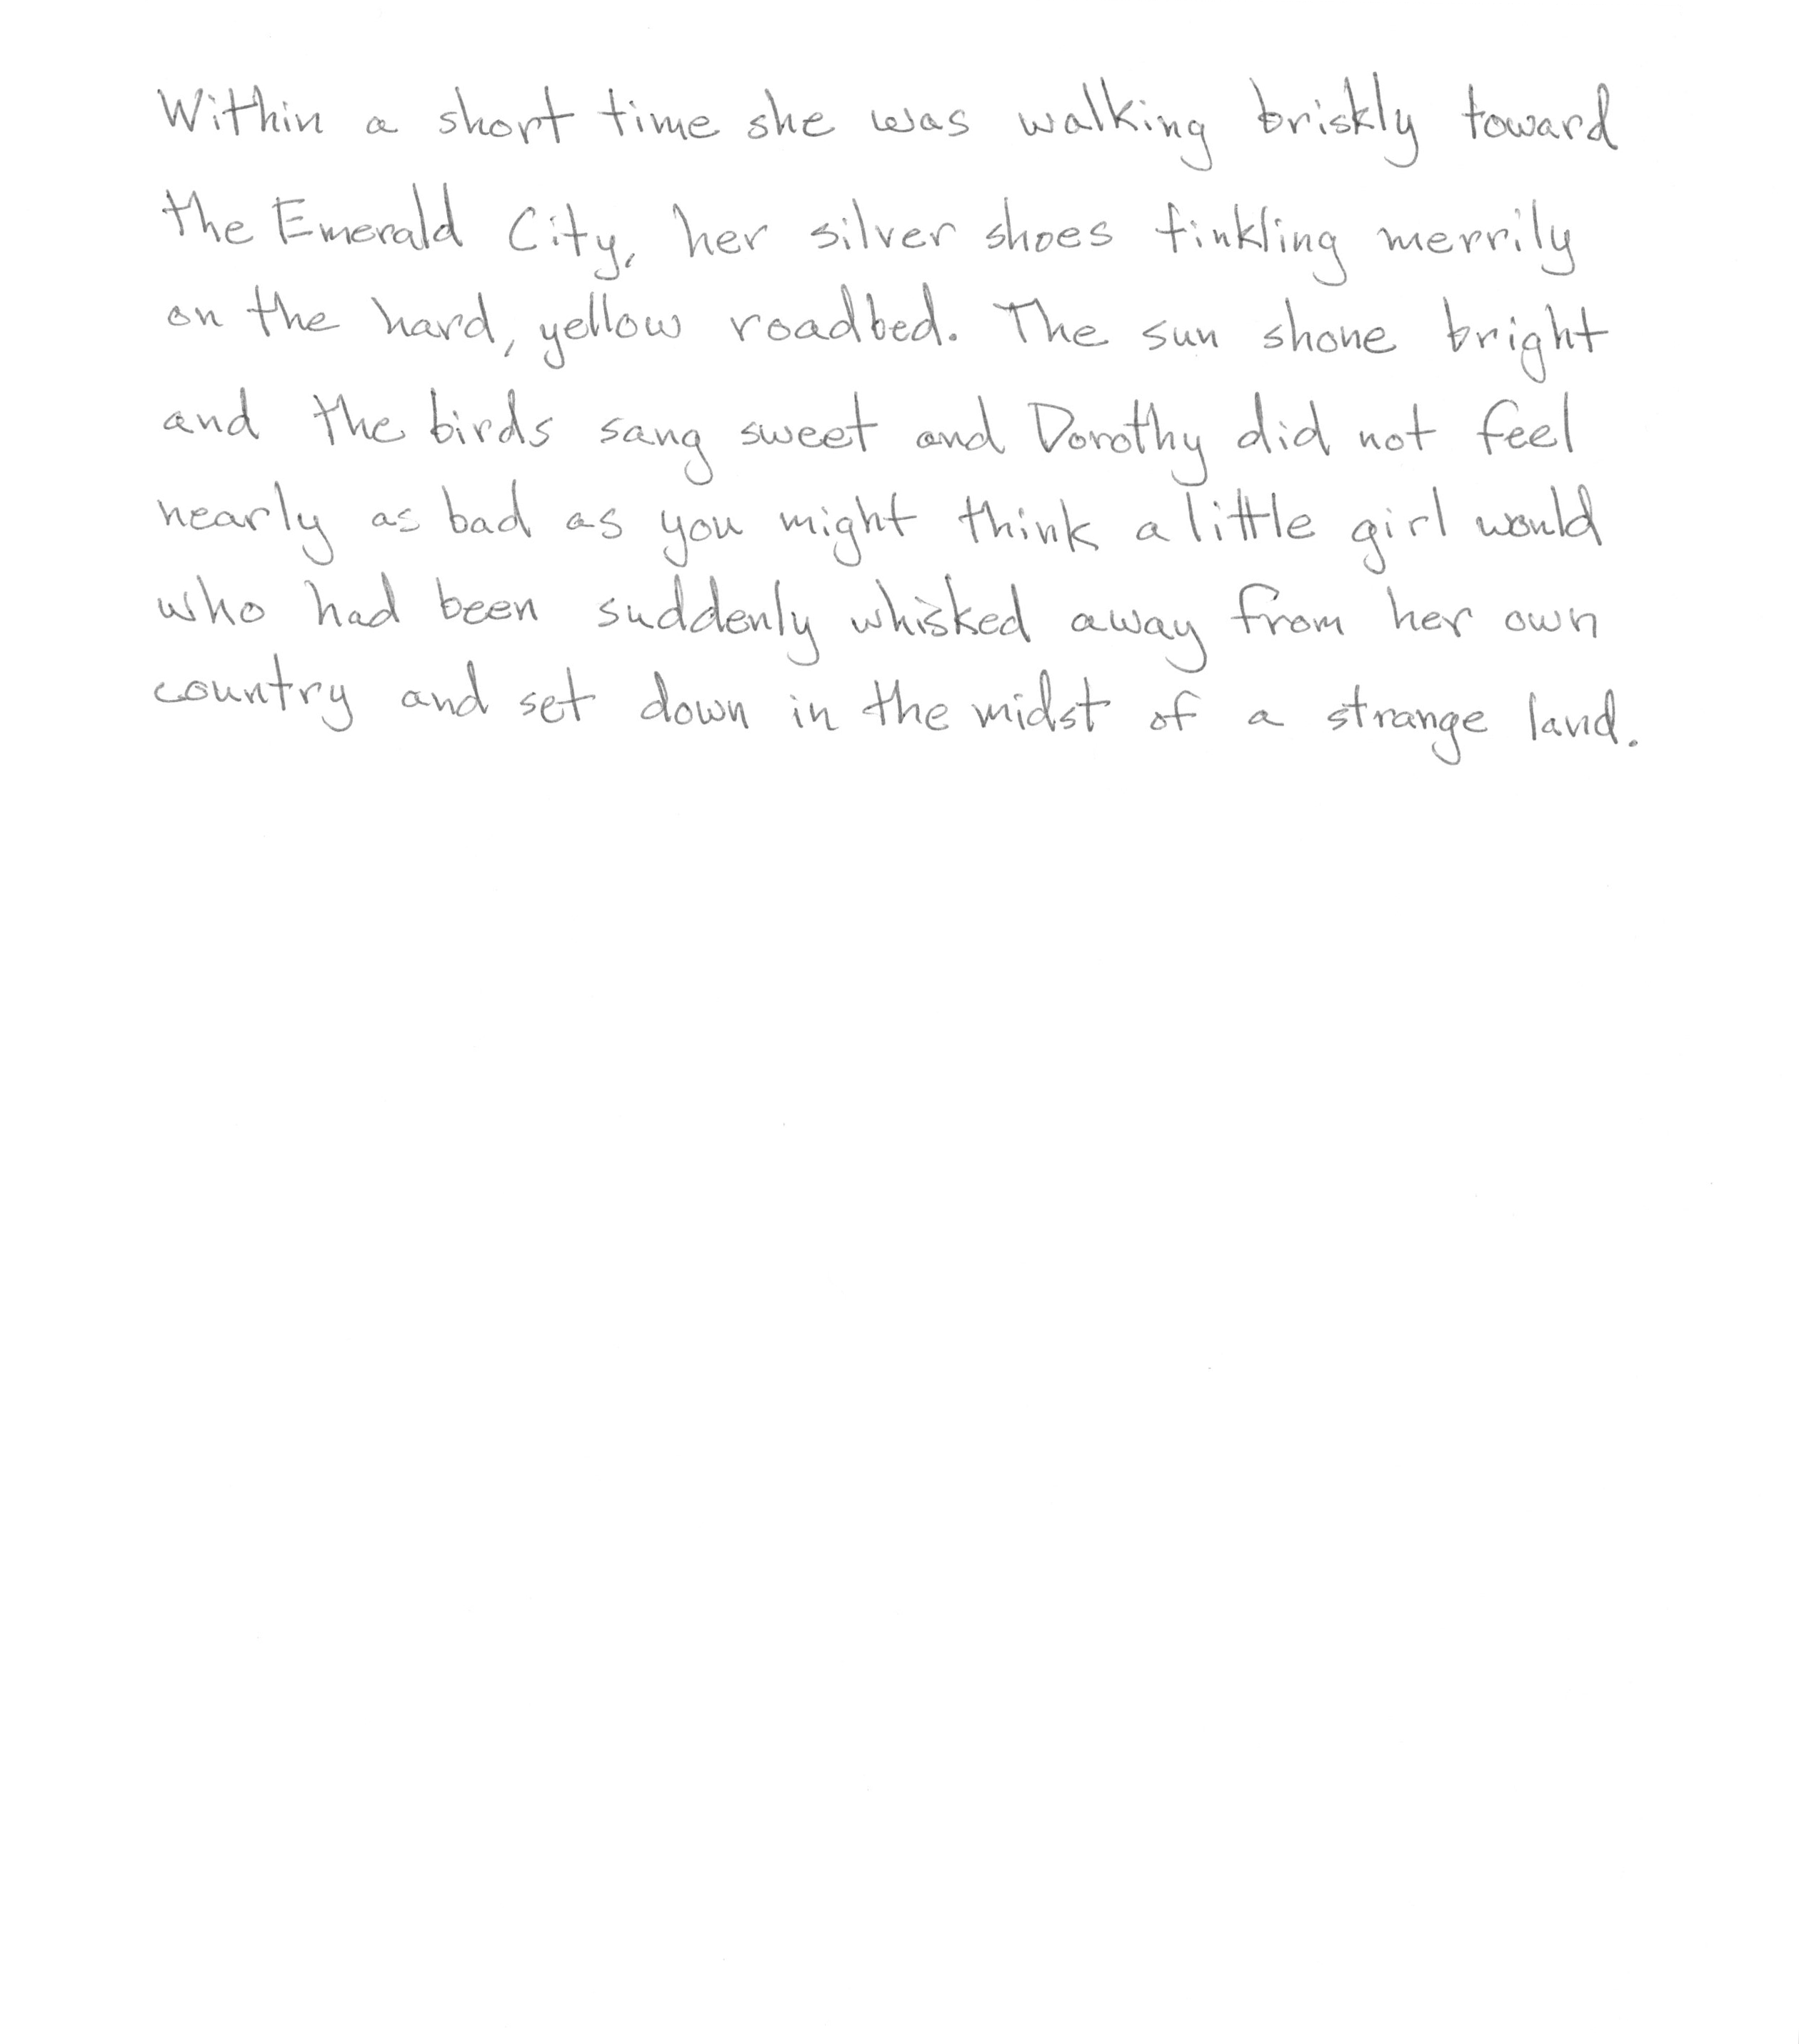 Within a short time she was walking briskly toward
the Emerald City, her silver shoes tinkling merrily
on the hard, yellow roadbed. The sun shone bright
and the birds sang sweet and Dorothy did not feel
nearly as bad as you might think a little girl would
who had been suddenly whisked away from her own
country and set down in the midst of a strange land.